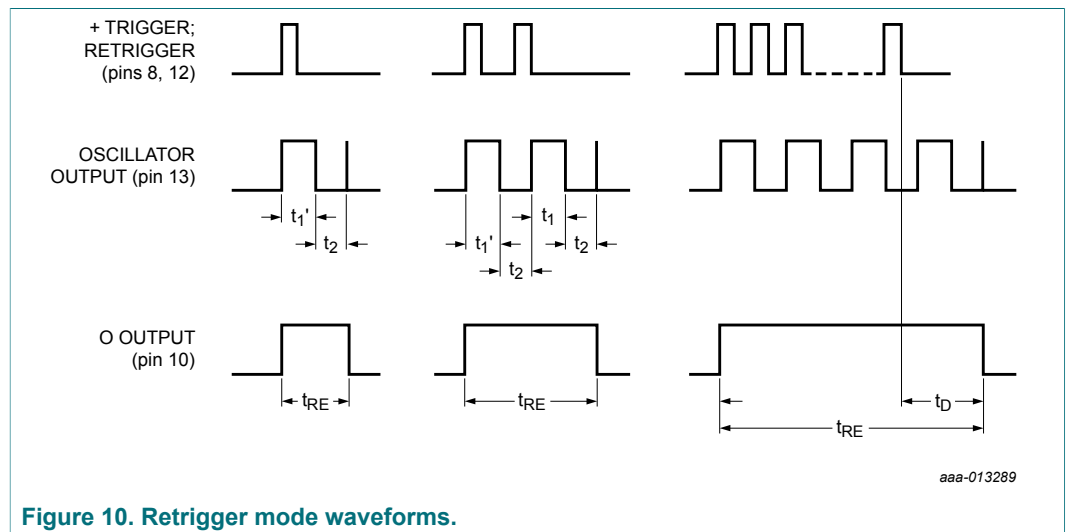 + TRIGGER;
RETRIGGER
(pins 8, 12)
OSCILLATOR
OUTPUT (pin 13)
t1'
t2
t1'
t2
t1
t2
O OUTPUT
(pin 10)
tRE
tRE
tD
tRE
aaa-013289
Figure 10. Retrigger mode waveforms.